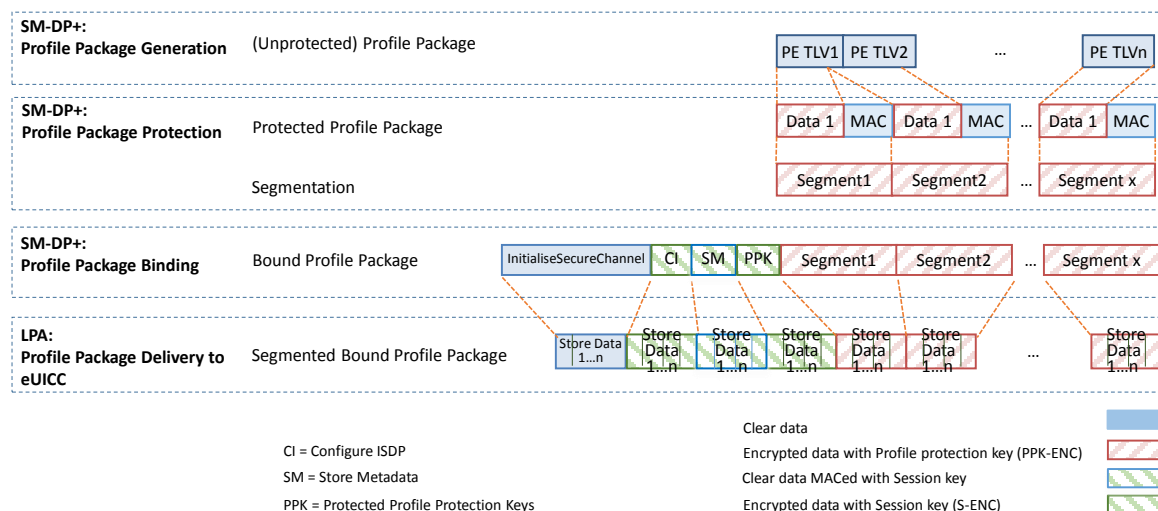 SM-DP+:
Profile Package Generation
(Unprotected) Profile Package
PE TLV1 PE TLV2 ... PE TLVn
SM-DP+:
Profile Package Protection
Protected Profile Package
Data 1 MAC Data 1 MAC ... Data 1 MAC
Segmentation
Segment1 Segment2 ... Segment x
SM-DP+:
Profile Package Binding
Bound Profile Package
InitialiseSecureChannel CI SM PPK Segment1 Segment2 ... Segment x
LPA:
Profile Package Delivery to
eUICC
Segmented Bound Profile Package
Store Data
1...n
Store
Data
1...n
Store
Data
1...n
Store
Data
1...n
Store
Data
1...n
Store
Data
1...n
...
Store
Data
1...n
CI = Configure ISDP
SM = Store Metadata
PPK = Protected Profile Protection Keys
Clear data
Encrypted data with Profile protection key (PPK-ENC)
Clear data MACed with Session key
Encrypted data with Session key (S-ENC)